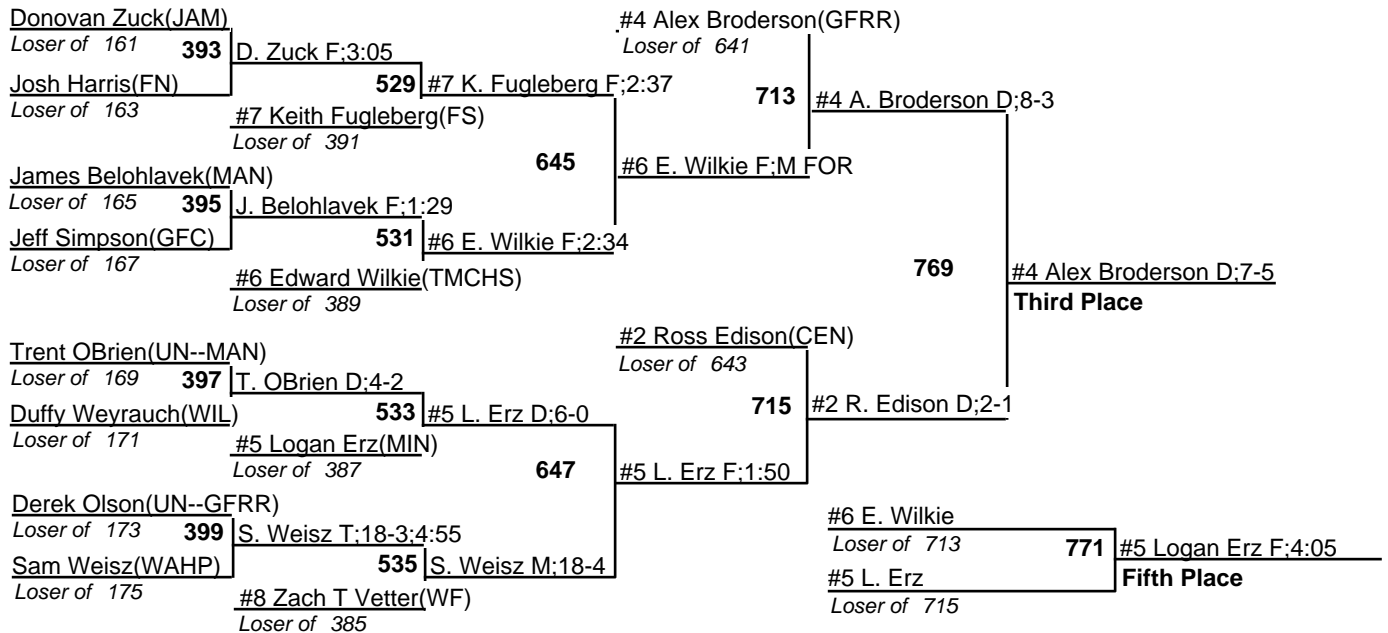 Donovan Zuck(JAM)
Loser of 161
393
D. Zuck F;3:05
Josh Harris(FN)
Loser of 163
529
#7 K. Fugleberg F;2:37
#7 Keith Fugleberg(FS)
Loser of 391
645
James Belohlavek(MAN)
Loser of 165
395
J. Belohlavek F;1:29
Jeff Simpson(GFC)
Loser of 167
531
#6 E. Wilkie F;2:34
#6 Edward Wilkie(TMCHS)
Loser of 389
#4 Alex Broderson(GFRR)
Loser of 641
713
#4 A. Broderson D;8-3
#6 E. Wilkie F;M FOR
769
#4 Alex Broderson D;7-5
Third Place
Trent OBrien(UN--MAN)
Loser of 169
397
T. OBrien D;4-2
Duffy Weyrauch(WIL)
Loser of 171
533
#5 L. Erz D;6-0
#5 Logan Erz(MIN)
Loser of 387
647
Derek Olson(UN--GFRR)
Loser of 173
399
S. Weisz T;18-3;4:55
Sam Weisz(WAHP)
Loser of 175
535
S. Weisz M;18-4
#8 Zach T Vetter(WF)
Loser of 385
#2 Ross Edison(CEN)
Loser of 643
715
#2 R. Edison D;2-1
#5 L. Erz F;1:50
#6 E. Wilkie
Loser of 713
771
#5 Logan Erz F;4:05
#5 L. Erz
Fifth Place
Loser of 715